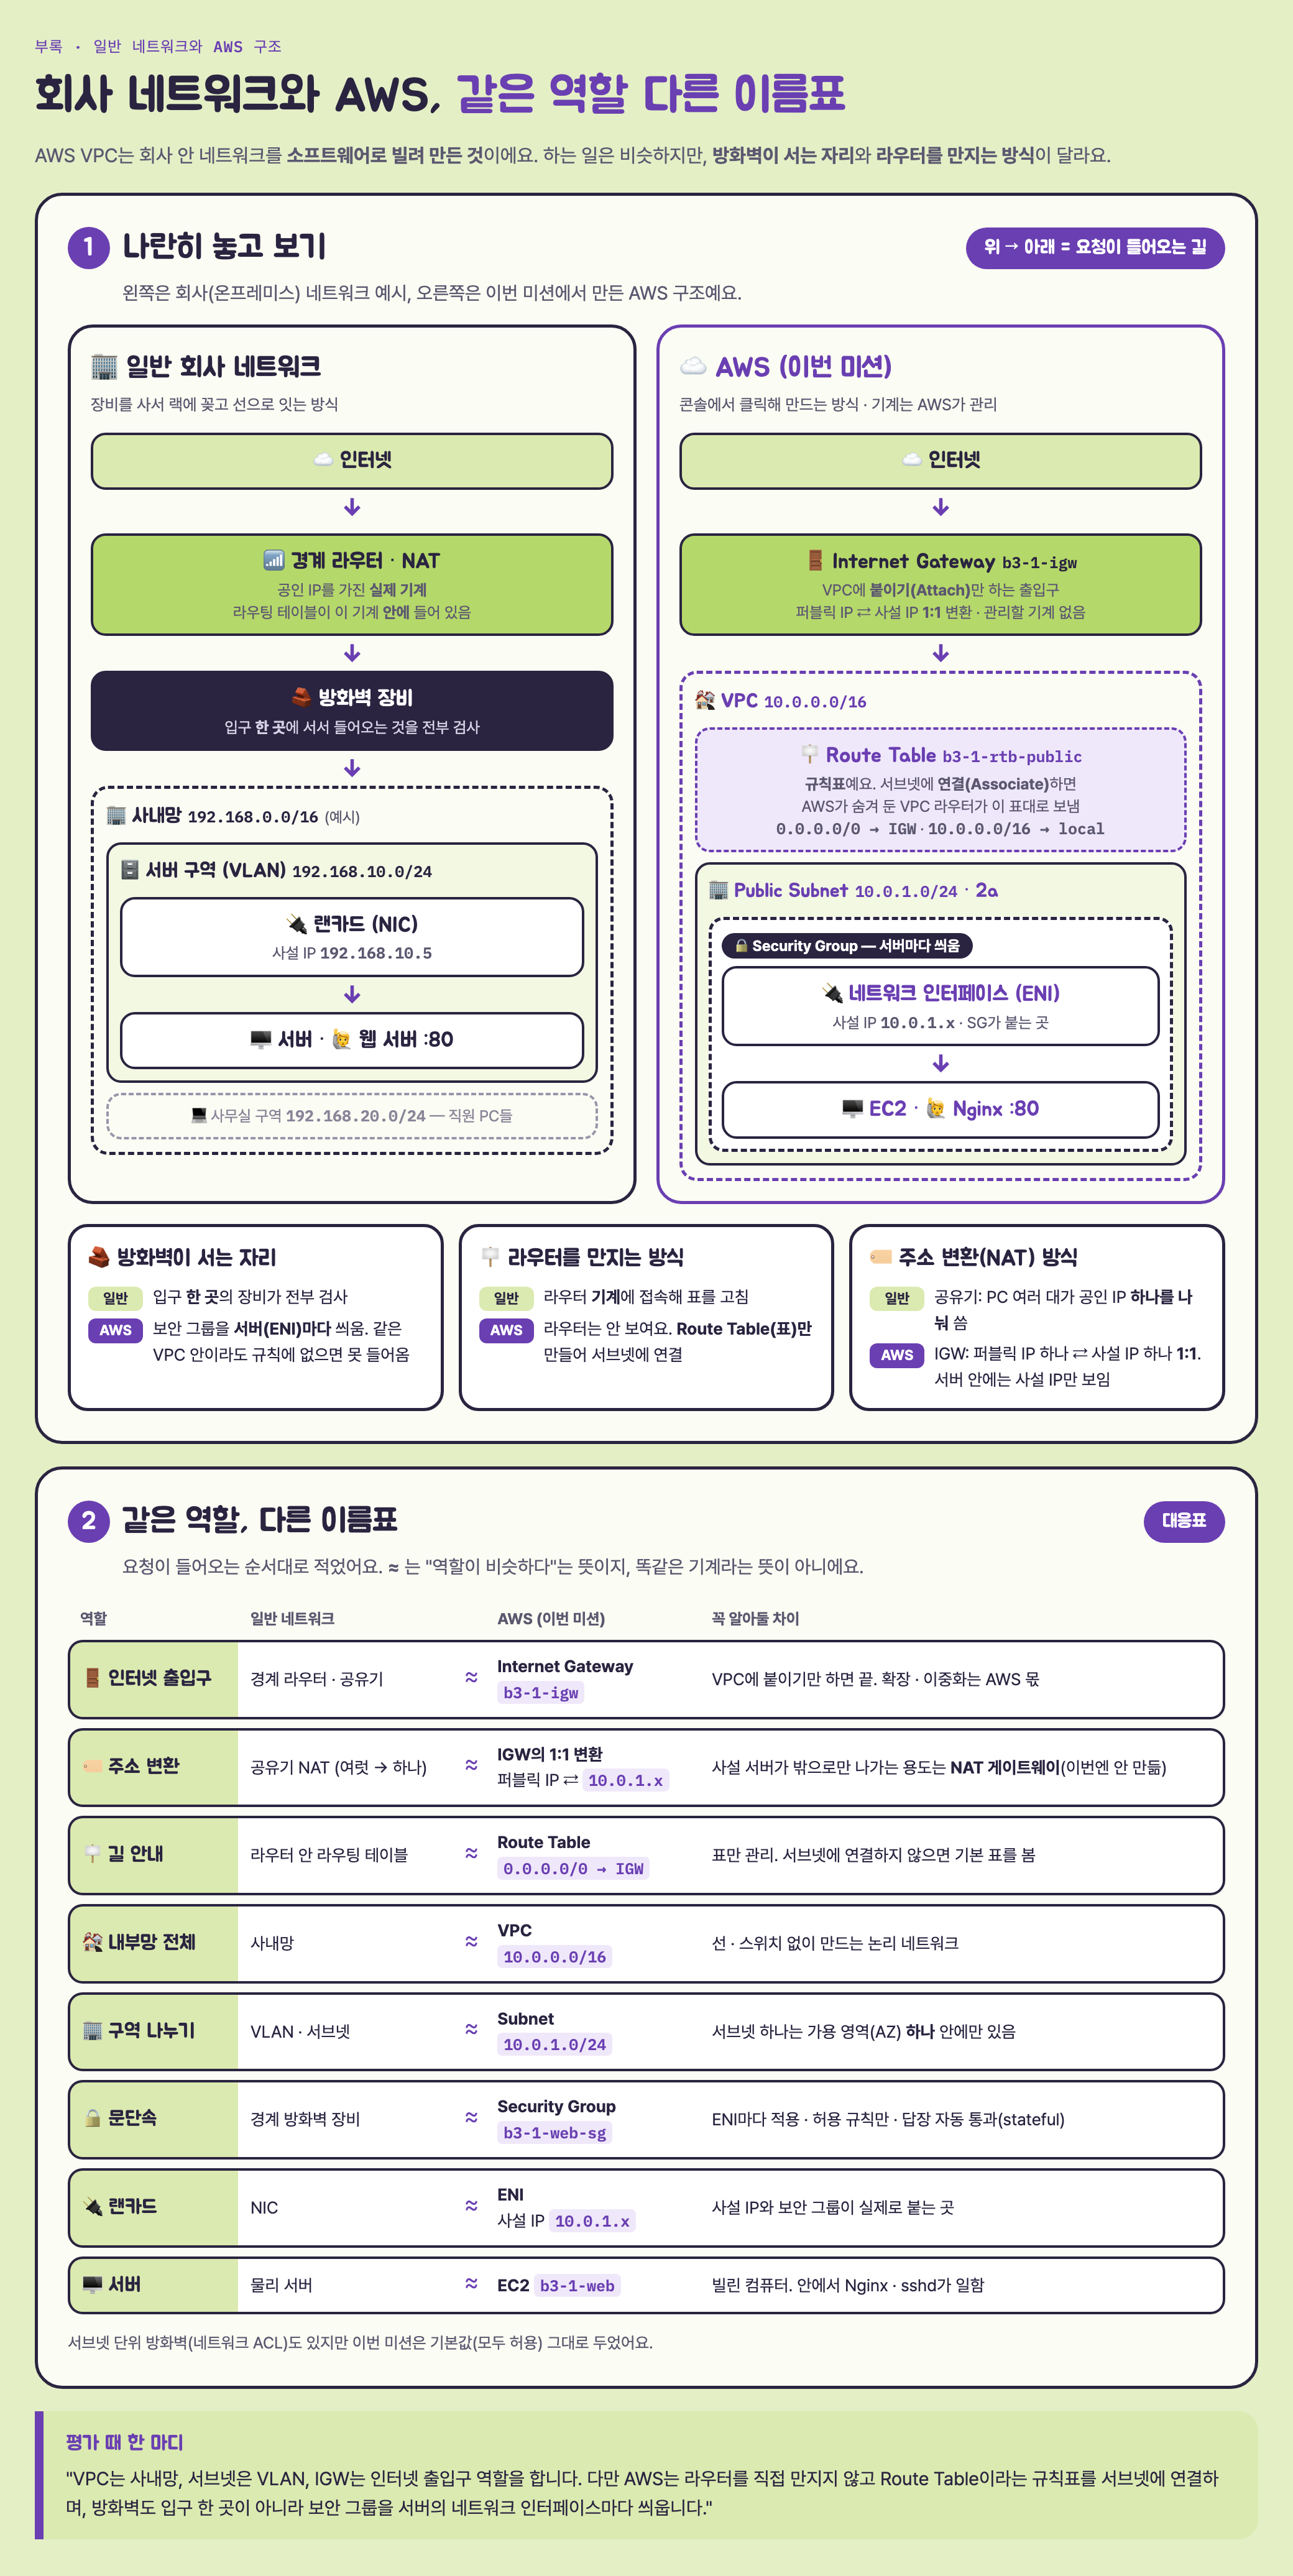 부록 · 일반 네트워크와 AWS 구조
회사 네트워크와 AWS, 같은 역할 다른 이름표
AWS VPC는 회사 안 네트워크를 소프트웨어로 빌려 만든 것이에요. 하는 일은 비슷하지만, 방화벽이 서는 자리와 라우터를 만지는 방식이 달라요.
1 나란히 놓고 보기
위 → 아래 = 요청이 들어오는 길
왼쪽은 회사(온프레미스) 네트워크 예시, 오른쪽은 이번 미션에서 만든 AWS 구조예요.
🏢 일반 회사 네트워크
장비를 사서 랙에 꽂고 선으로 잇는 방식
☁️ 인터넷
↓
📶 경계 라우터 · NAT
공인 IP를 가진 실제 기계
라우팅 테이블이 이 기계 안에 들어 있음
↓
🧱 방화벽 장비
입구 한 곳에 서서 들어오는 것을 전부 검사
↓
🏢 사내망 192.168.0.0/16 (예시)
🗄️ 서버 구역 (VLAN) 192.168.10.0/24
🔌 랜카드 (NIC)
사설 IP 192.168.10.5
↓
🖥️ 서버 · 🙋 웹 서버 :80
💻 사무실 구역 192.168.20.0/24 — 직원 PC들
☁️ AWS (이번 미션)
콘솔에서 클릭해 만드는 방식 · 기계는 AWS가 관리
☁️ 인터넷
↓
🚪 Internet Gateway b3-1-igw
VPC에 붙이기(Attach)만 하는 출입구
퍼블릭 IP ⇄ 사설 IP 1:1 변환 · 관리할 기계 없음
↓
🏘️ VPC 10.0.0.0/16
🪧 Route Table b3-1-rtb-public
규칙표예요. 서브넷에 연결(Associate)하면
AWS가 숨겨 둔 VPC 라우터가 이 표대로 보냄
0.0.0.0/0 → IGW · 10.0.0.0/16 → local
🏢 Public Subnet 10.0.1.0/24 · 2a
🔒 Security Group — 서버마다 씌움
🔌 네트워크 인터페이스 (ENI)
사설 IP 10.0.1.x · SG가 붙는 곳
↓
🖥️ EC2 · 🙋 Nginx :80
🧱 방화벽이 서는 자리
일반 입구 한 곳의 장비가 전부 검사
AWS 보안 그룹을 서버(ENI)마다 씌움. 같은
VPC 안이라도 규칙에 없으면 못 들어옴
🪧 라우터를 만지는 방식
일반 라우터 기계에 접속해 표를 고침
AWS 라우터는 안 보여요. Route Table(표)만
만들어 서브넷에 연결
🏷️ 주소 변환(NAT) 방식
일반 공유기: PC 여러 대가 공인 IP 하나를 나
눠 씀
AWS IGW: 퍼블릭 IP 하나 ⇄ 사설 IP 하나 1:1.
서버 안에는 사설 IP만 보임
2 같은 역할, 다른 이름표
대응표
요청이 들어오는 순서대로 적었어요. ≈ 는 "역할이 비슷하다"는 뜻이지, 똑같은 기계라는 뜻이 아니에요.
역할 일반 네트워크 AWS (이번 미션) 꼭 알아둘 차이
🚪 인터넷 출입구 경계 라우터 · 공유기 ≈ Internet Gateway
b3-1-igw
VPC에 붙이기만 하면 끝. 확장 · 이중화는 AWS 몫
🏷️ 주소 변환 공유기 NAT (여럿 → 하나) ≈ IGW의 1:1 변환
퍼블릭 IP ⇄ 10.0.1.x
사설 서버가 밖으로만 나가는 용도는 NAT 게이트웨이(이번엔 안 만듦)
🪧 길 안내 라우터 안 라우팅 테이블 ≈ Route Table
0.0.0.0/0 → IGW
표만 관리. 서브넷에 연결하지 않으면 기본 표를 봄
🏘️ 내부망 전체 사내망 ≈ VPC
10.0.0.0/16
선 · 스위치 없이 만드는 논리 네트워크
🏢 구역 나누기 VLAN · 서브넷 ≈ Subnet
10.0.1.0/24
서브넷 하나는 가용 영역(AZ) 하나 안에만 있음
🔒 문단속 경계 방화벽 장비 ≈ Security Group
b3-1-web-sg
ENI마다 적용 · 허용 규칙만 · 답장 자동 통과(stateful)
🔌 랜카드 NIC ≈ ENI
사설 IP 10.0.1.x
사설 IP와 보안 그룹이 실제로 붙는 곳
🖥️ 서버 물리 서버 ≈ EC2 b3-1-web 빌린 컴퓨터. 안에서 Nginx · sshd가 일함
서브넷 단위 방화벽(네트워크 ACL)도 있지만 이번 미션은 기본값(모두 허용) 그대로 두었어요.
평가 때 한 마디
"VPC는 사내망, 서브넷은 VLAN, IGW는 인터넷 출입구 역할을 합니다. 다만 AWS는 라우터를 직접 만지지 않고 Route Table이라는 규칙표를 서브넷에 연결하
며, 방화벽도 입구 한 곳이 아니라 보안 그룹을 서버의 네트워크 인터페이스마다 씌웁니다."